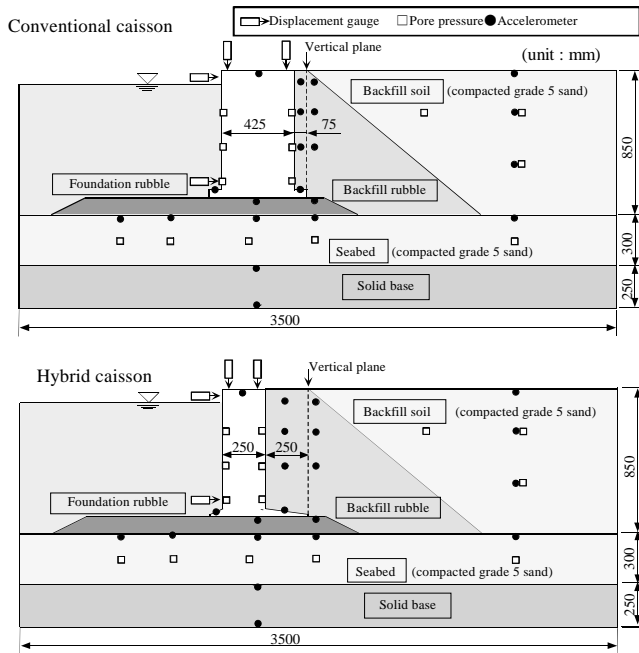 Displacement gauge Pore pressure Accelerometer
Conventional caisson
Vertical plane
(unit : mm)
Backfill soil (compacted grade 5 sand)
425 75
850
Foundation rubble
Backfill rubble
300
Seabed (compacted grade 5 sand)
250
Solid base
3500
Hybrid caisson
Vertical plane
Backfill soil (compacted grade 5 sand)
250 250
850
Foundation rubble
Backfill rubble
300
Seabed (compacted grade 5 sand)
250
Solid base
3500